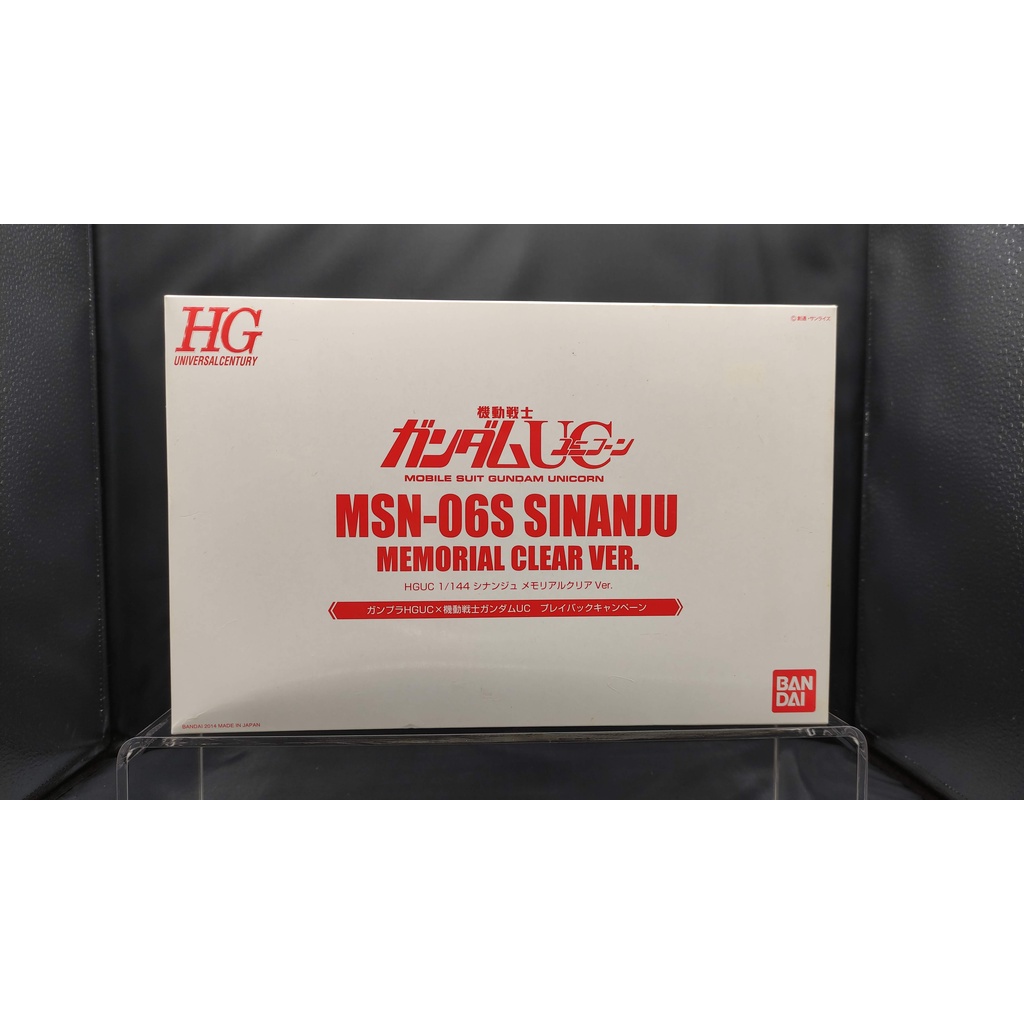 HG
UNIVERSAL CENTURY
©創通・サンライズ
機動戦士
ガンダムUC ユニコーン
MOBILE SUIT GUNDAM UNICORN
MSN-06S SINANJU
MEMORIAL CLEAR VER.
HGUC 1/144 シナンジュ メモリアルクリア Ver.
ガンプラHGUC×機動戦士ガンダムUC プレイバックキャンペーン
BANDAI 2014 MADE IN JAPAN
BAN
DAI